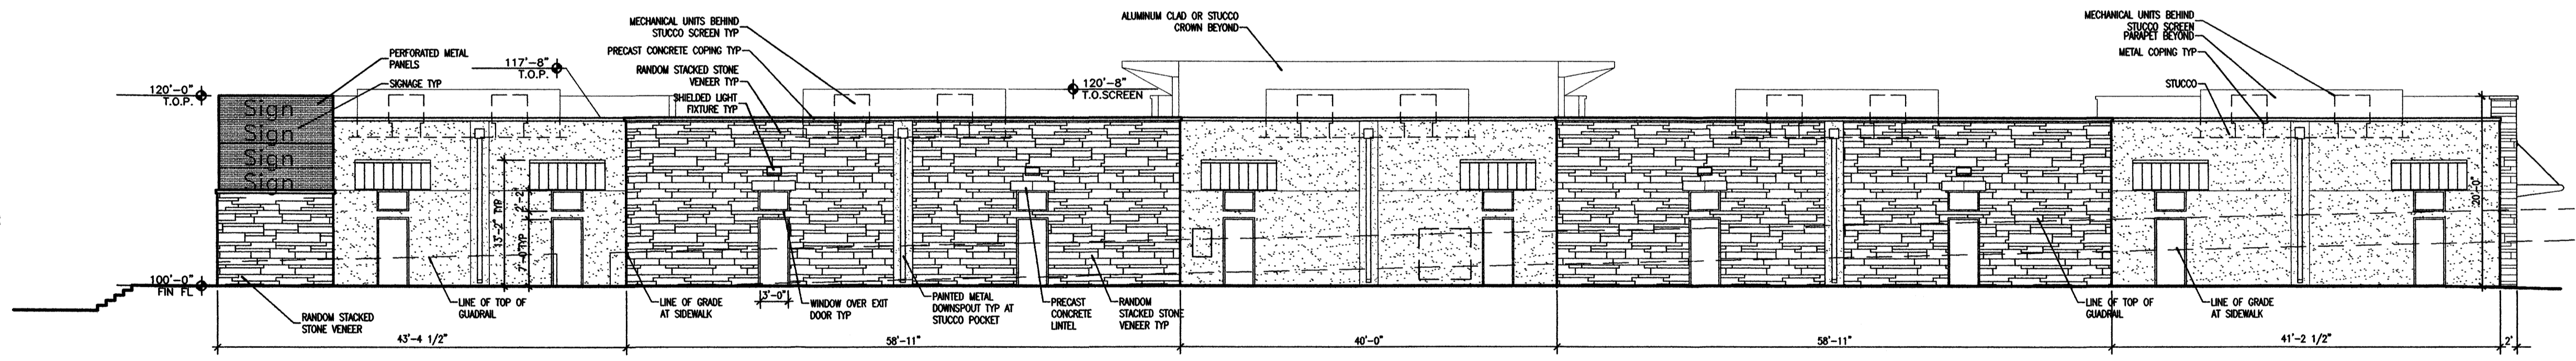 MECHANICAL UNITS BEHIND
STUCCO SCREEN TYP
PRECAST CONCRETE COPING TYP
RANDOM STACKED STONE
VENEER TYP
SHIELDED LIGHT
FIXTURE TYP
PERFORATED METAL
PANELS
SIGNAGE TYP
117'-8"
T.O.P.
120'-0"
T.O.P.
Sign
Sign
Sign
Sign
120'-8"
T.O.SCREEN
ALUMINUM CLAD OR STUCCO
CROWN BEYOND
MECHANICAL UNITS BEHIND
STUCCO SCREEN
PARAPET BEYOND
METAL COPING TYP
STUCCO
13'-2" TYP
2'-2"
7'-0TYP
20'-0"
100'-0"
FIN FL
RANDOM STACKED
STONE VENEER
LINE OF TOP OF
GUADRAIL
LINE OF GRADE
AT SIDEWALK
3'-0"
WINDOW OVER EXIT
DOOR TYP
PAINTED METAL
DOWNSPOUT TYP AT
STUCCO POCKET
PRECAST
CONCRETE
LINTEL
RANDOM
STACKED STONE
VENEER TYP
LINE OF TOP OF
GUADRAIL
LINE OF GRADE
AT SIDEWALK
43'-4 1/2"
58'-11"
40'-0"
58'-11"
41'-2 1/2"
2'